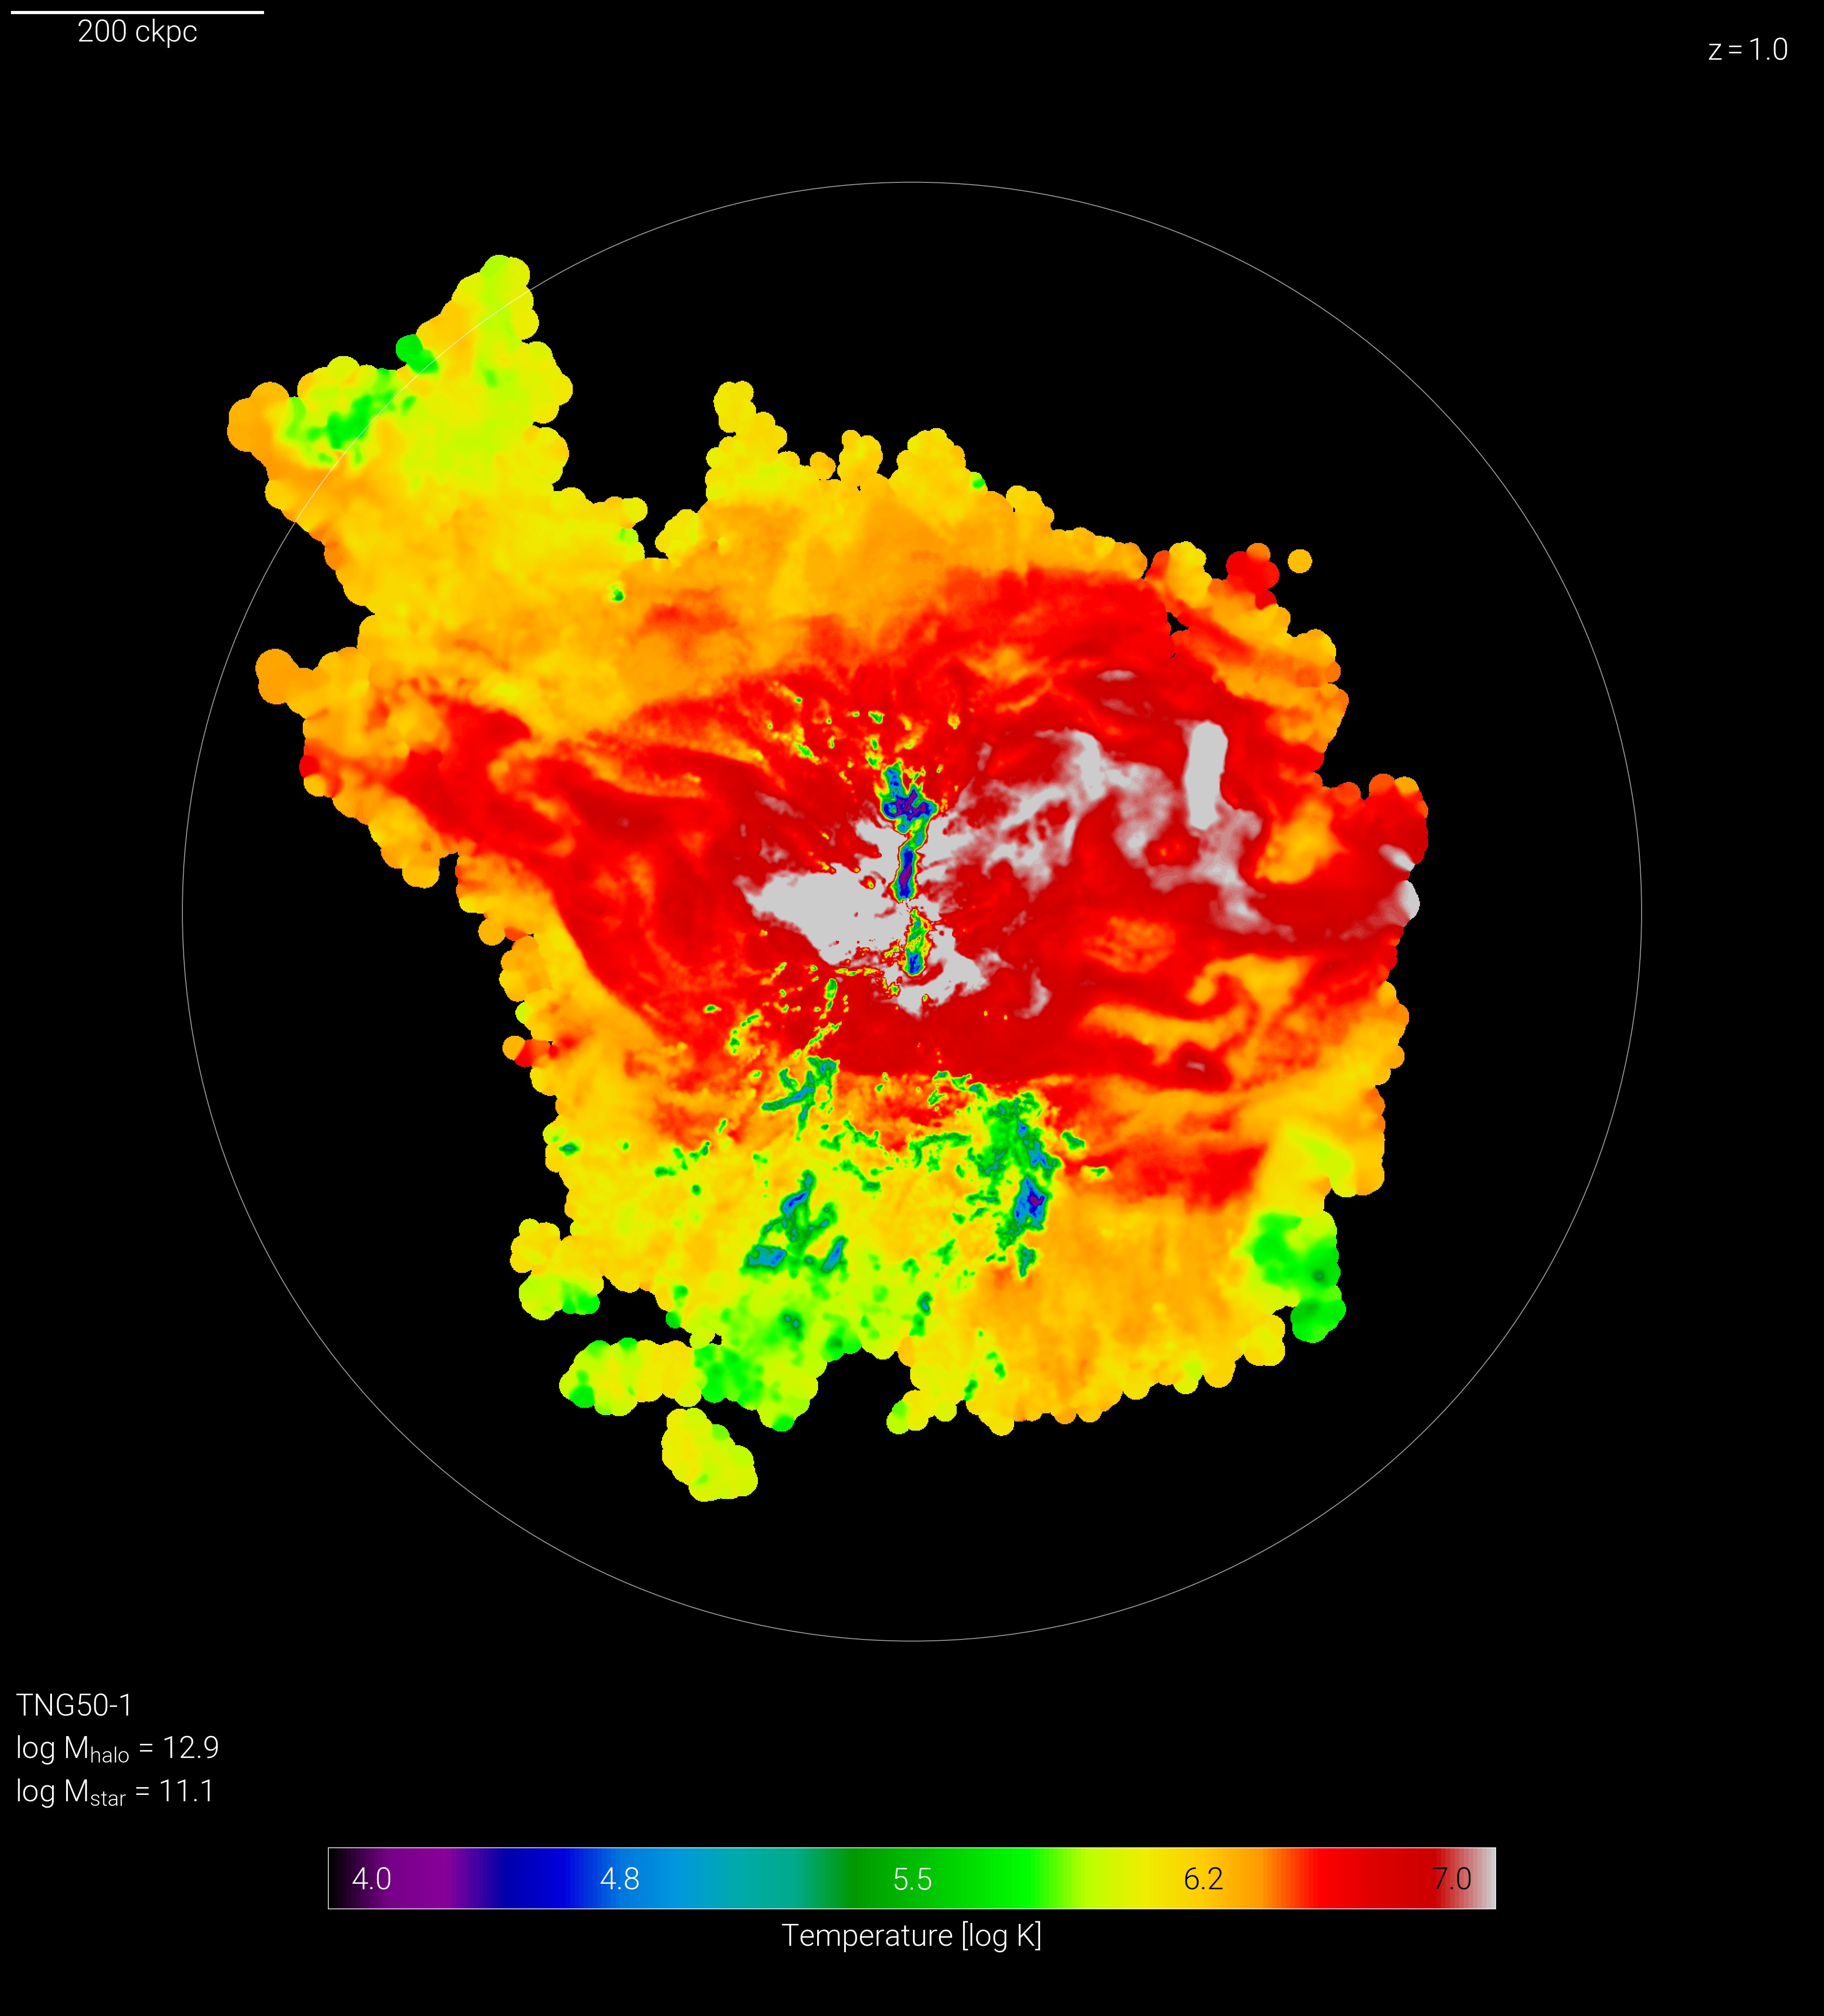 200 ckpc
z = 1.0
TNG50-1
log Mhalo = 12.9
log Mstar = 11.1
4.0 4.8 5.5 6.2 7.0
Temperature [log K]